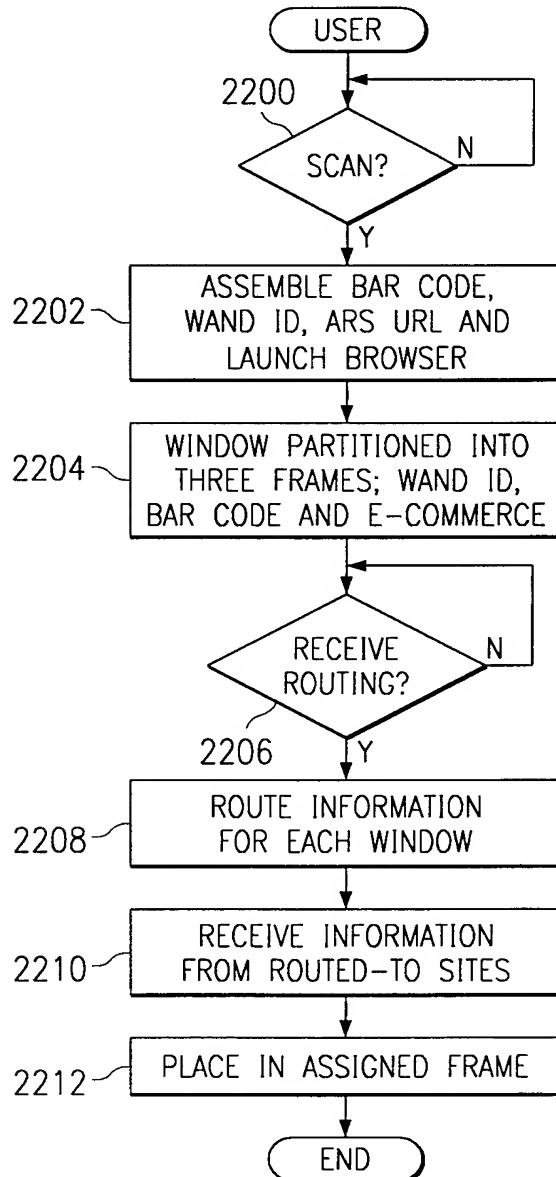 USER
2200
SCAN?
N
Y
2202
ASSEMBLE BAR CODE,
WAND ID, ARS URL AND
LAUNCH BROWSER
2204
WINDOW PARTITIONED INTO
THREE FRAMES; WAND ID,
BAR CODE AND E-COMMERCE
RECEIVE
ROUTING?
N
2206
Y
2208
ROUTE INFORMATION
FOR EACH WINDOW
2210
RECEIVE INFORMATION
FROM ROUTED-TO SITES
2212
PLACE IN ASSIGNED FRAME
END